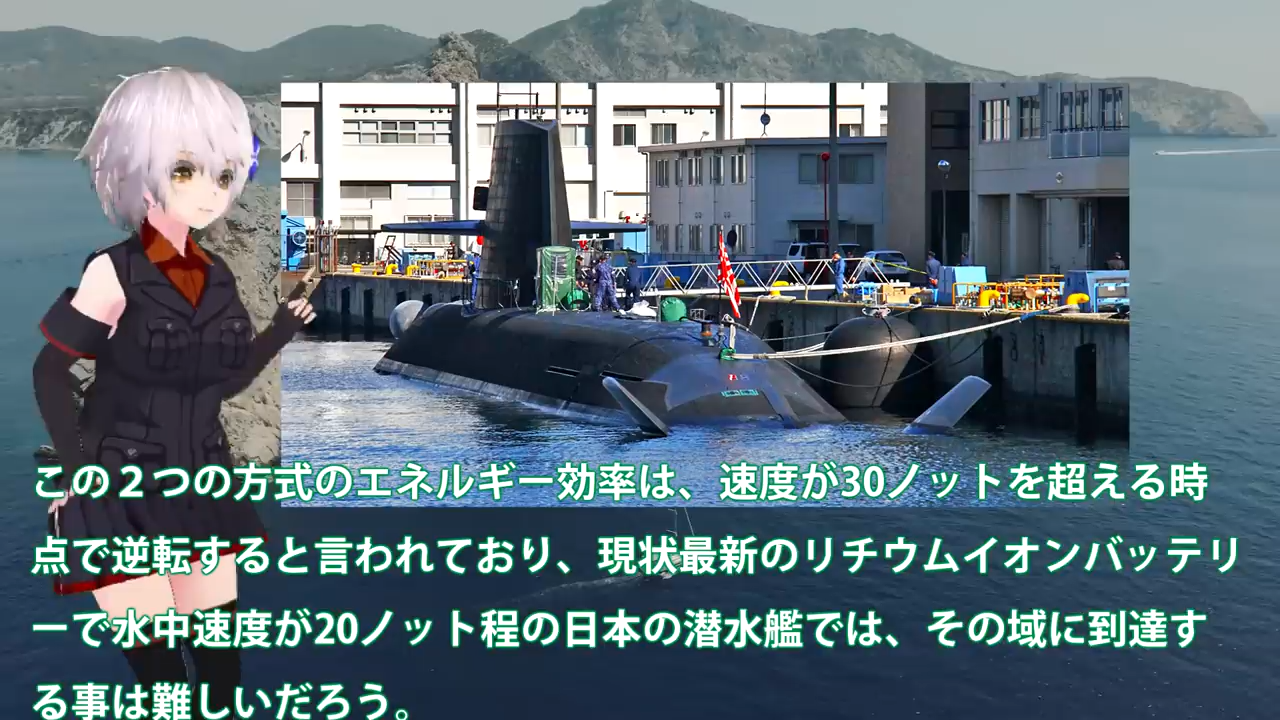 この２つの方式のエネルギー効率は、速度が30ノットを超える時
点で逆転すると言われており、現状最新のリチウムイオンバッテリ
ーで水中速度が20ノット程の日本の潜水艦では、その域に到達す
る事は難しいだろう。